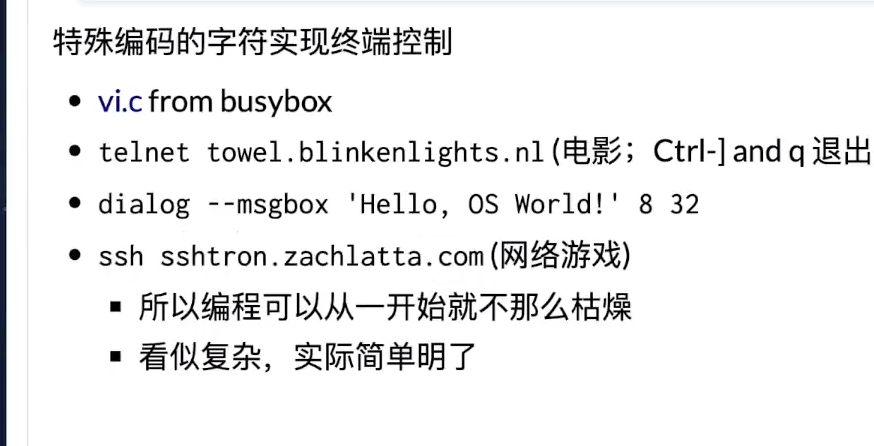 特殊编码的字符实现终端控制
vi.c from busybox
telnet towel.blinkenlights.nl (电影；Ctrl-] and q 退出
dialog --msgbox 'Hello, OS World!' 8 32
ssh sshtron.zachlatta.com (网络游戏)
所以编程可以从一开始就不那么枯燥
看似复杂，实际简单明了